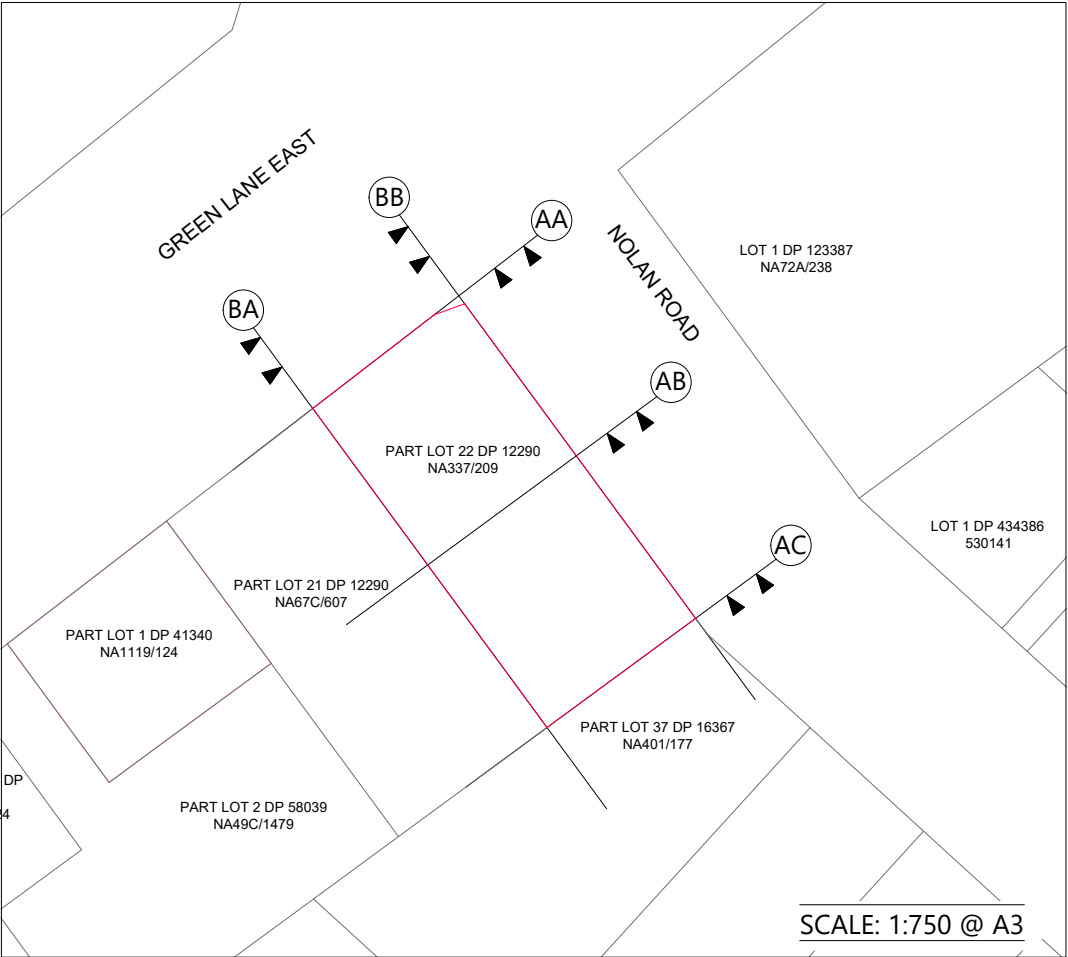 GREEN LANE EAST
BB
AA
NOLAN ROAD
LOT 1 DP 123387
NA72A/238
BA
AB
PART LOT 22 DP 12290
NA337/209
LOT 1 DP 434386
530141
AC
PART LOT 21 DP 12290
NA67C/607
PART LOT 1 DP 41340
NA1119/124
PART LOT 37 DP 16367
NA401/177
DP
PART LOT 2 DP 58039
NA49C/1479
SCALE: 1:750 @ A3